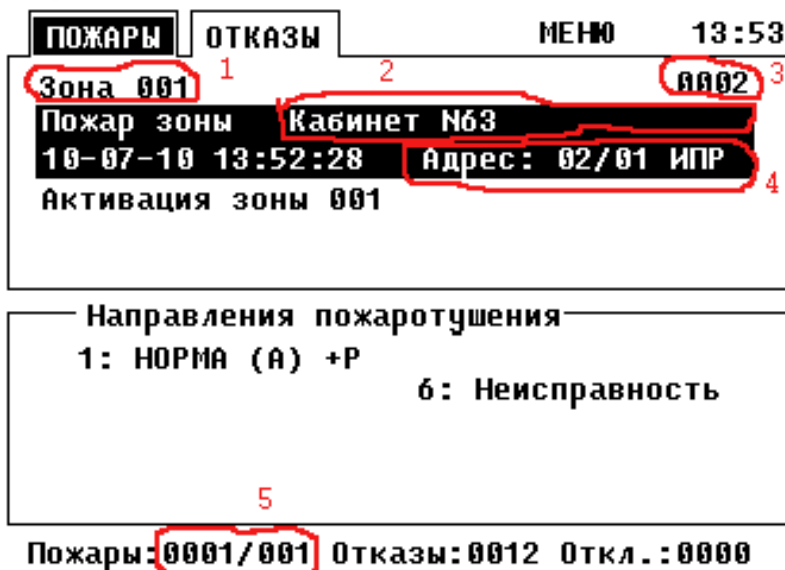 ПОЖАРЫ ОТКАЗЫ МЕНЮ 13:53
Зона 001 1 2 0002 3
Пожар зоны Кабинет N63
10-07-10 13:52:28 Адрес: 02/01 ИПР
4
Активация зоны 001
Направления пожаротушения
1: НОРМА (А) +Р
6: Неисправность
5
Пожары:0001/001 Отказы:0012 Откл.:0000